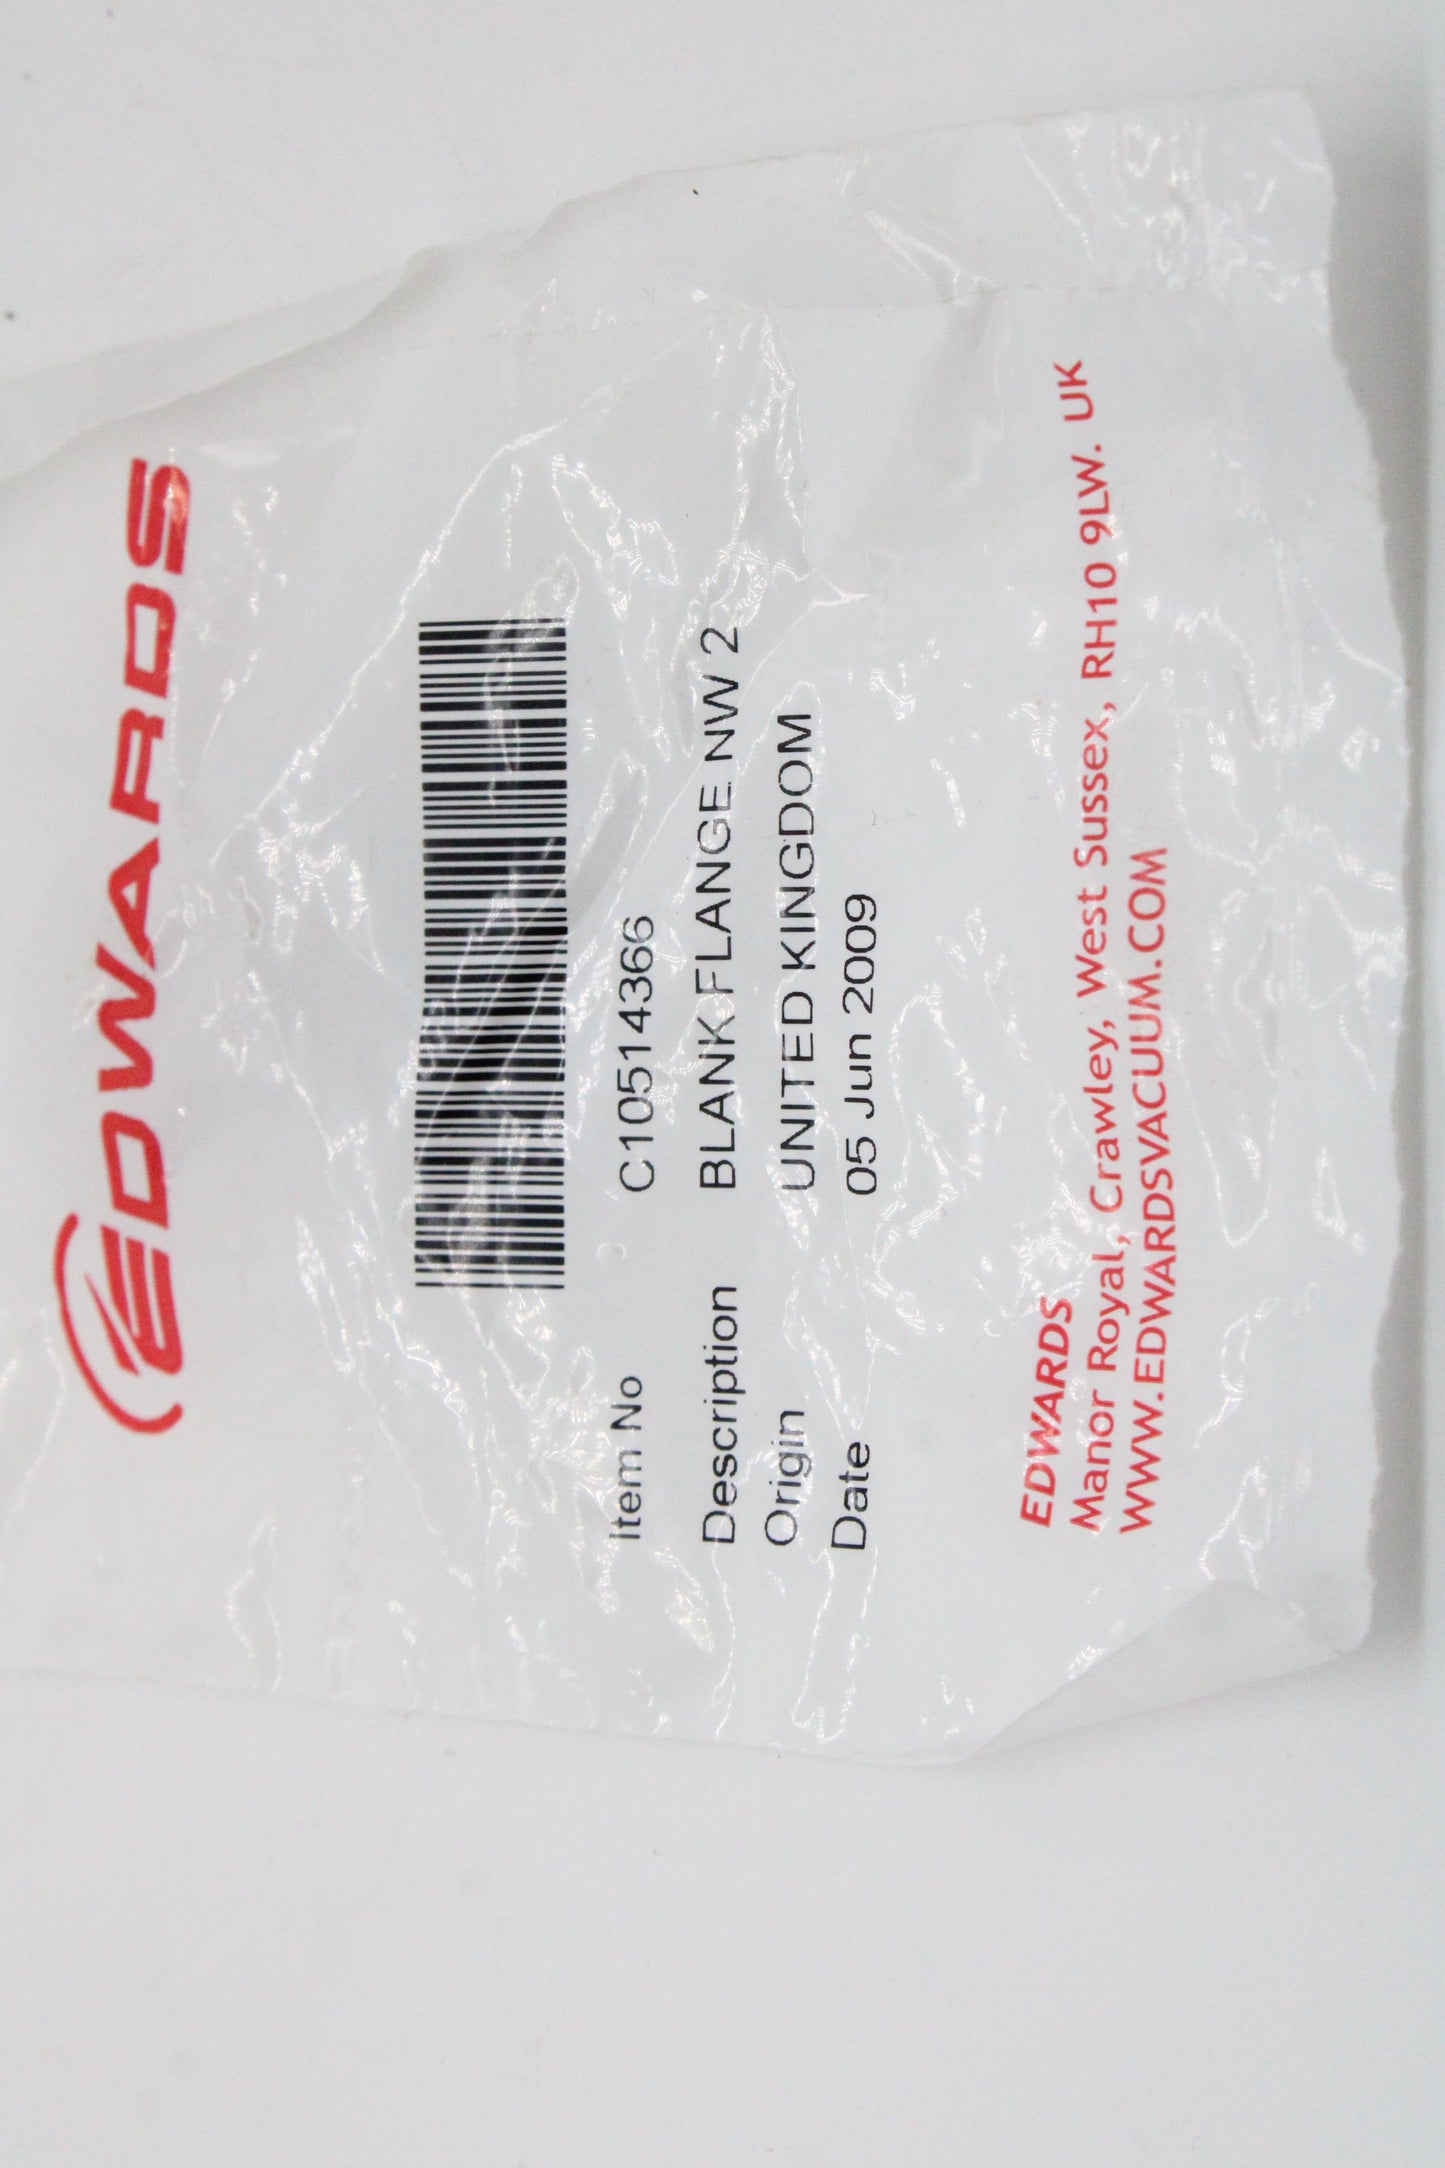 EDWARDS
Item No C10514366
Description BLANK FLANGE NW 2
Origin UNITED KINGDOM
Date 05 Jun 2009
EDWARDS
Manor Royal, Crawley, West Sussex, RH10 9LW. UK
WWW.EDWARDSVACUUM.COM